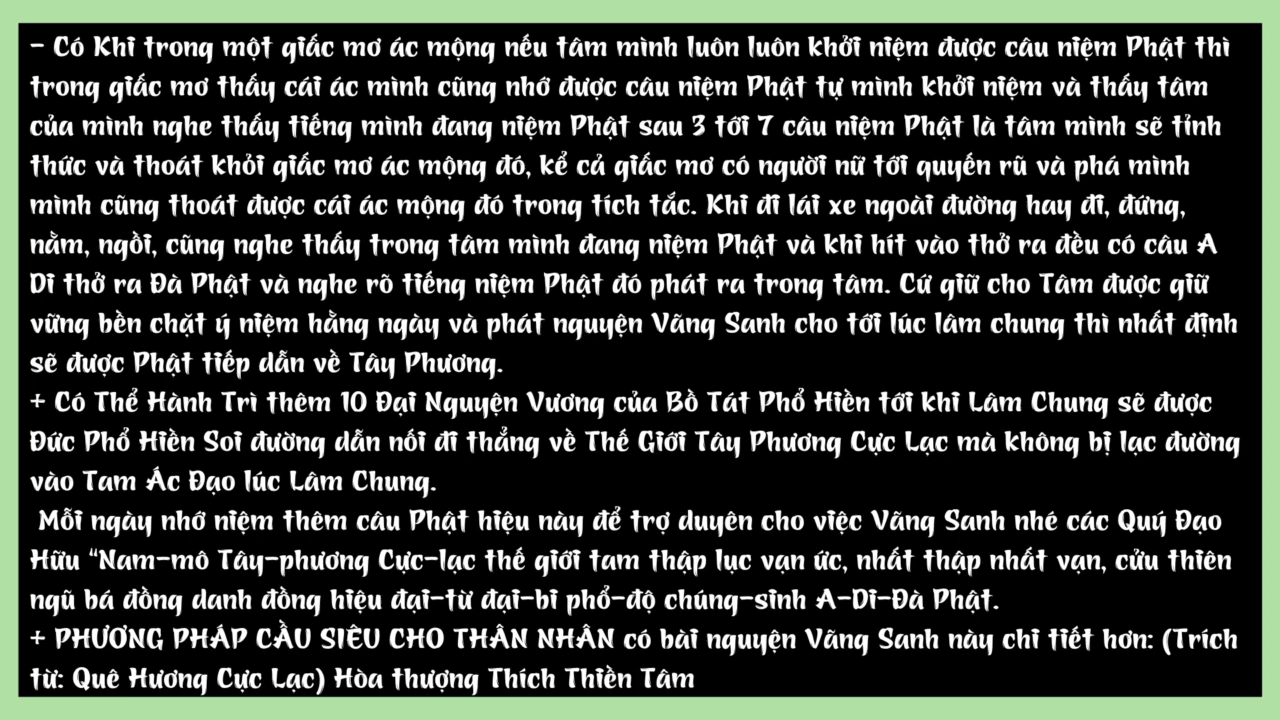 - Có Khi trong một giấc mơ ác mộng nếu tâm mình luôn luôn khởi niệm được câu niệm Phật thì
trong giấc mơ thấy cái ác mình cũng nhớ được câu niệm Phật tự mình khởi niệm và thấy tâm
của mình nghe thấy tiếng mình đang niệm Phật sau 3 tới 7 câu niệm Phật là tâm mình sẽ tỉnh
thức và thoát khỏi giấc mơ ác mộng đó, kể cả giấc mơ có người nữ tới quyến rũ và phá mình
mình cũng thoát được cái ác mộng đó trong tích tắc. Khi đi lái xe ngoài đường hay đi, đứng,
nằm, ngồi, cũng nghe thấy trong tâm mình đang niệm Phật và khi hít vào thở ra đều có câu A
Di thở ra Đà Phật và nghe rõ tiếng niệm Phật đó phát ra trong tâm. Cứ giữ cho Tâm được giữ
vững bền chặt ý niệm hằng ngày và phát nguyện Vãng Sanh cho tới lúc lâm chung thì nhất định
sẽ được Phật tiếp dẫn về Tây Phương.
+ Có Thể Hành Trì thêm 10 Đại Nguyện Vương của Bồ Tát Phổ Hiền tới khi Lâm Chung sẽ được
Đức Phổ Hiền Soi đường dẫn nối đi thẳng về Thế Giới Tây Phương Cực Lạc mà không bị lạc đường
vào Tam Ác Đạo lúc Lâm Chung.
Mỗi ngày nhớ niệm thêm câu Phật hiệu này để trợ duyên cho việc Vãng Sanh nhé các Quý Đạo
Hữu “Nam-mô Tây-phương Cực-lạc thế giới tam thập lục vạn ức, nhất thập nhất vạn, cửu thiên
ngũ bá đồng danh đồng hiệu đại-từ đại-bi phổ-độ chúng-sinh A-Di-Đà Phật.
+ PHƯƠNG PHÁP CẦU SIÊU CHO THÂN NHÂN có bài nguyện Vãng Sanh này chi tiết hơn: (Trích
từ: Quê Hương Cực Lạc) Hòa thượng Thích Thiền Tâm